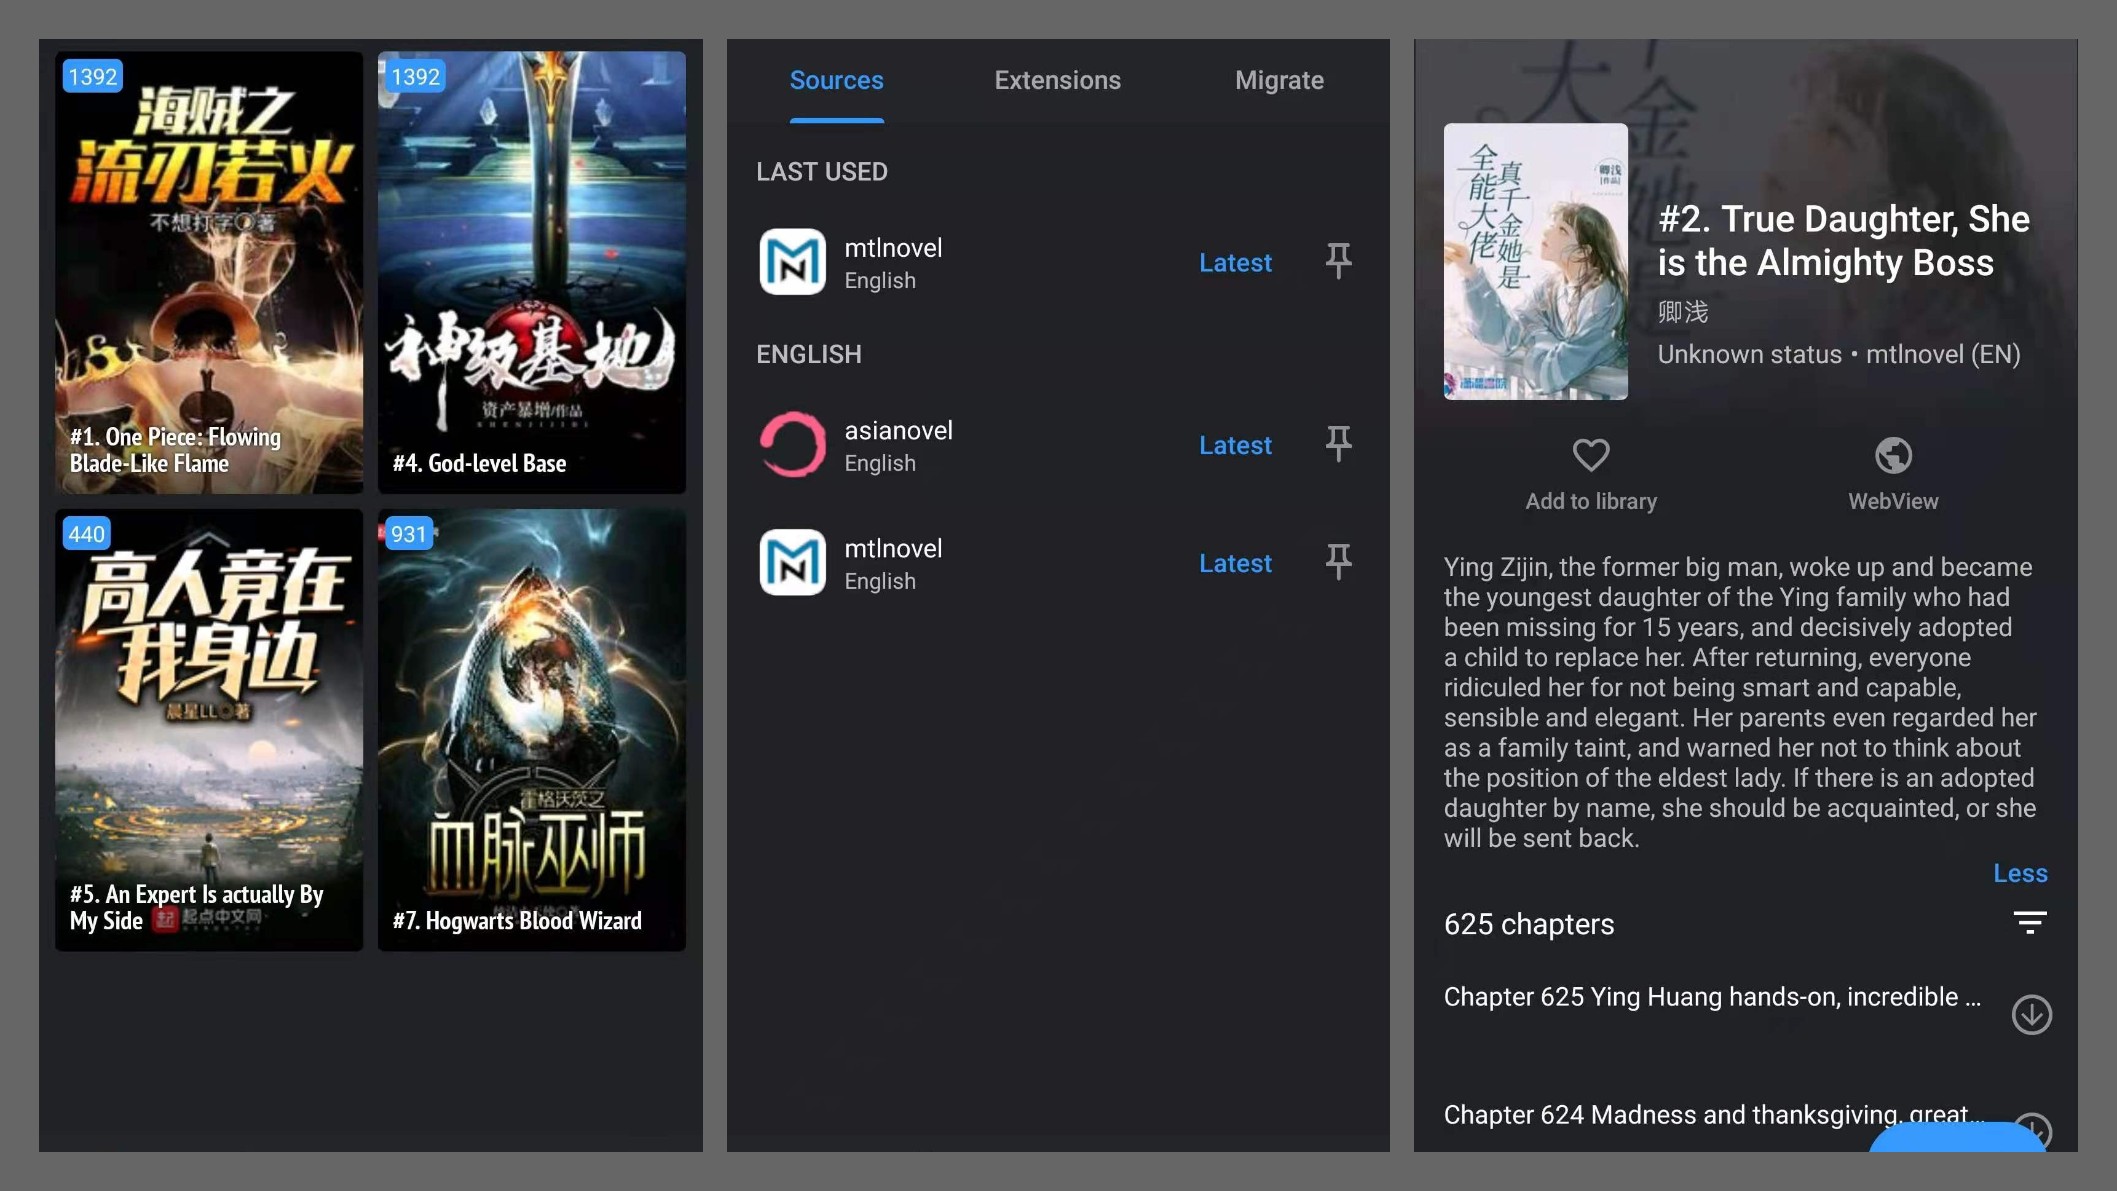 1392
海贼之
流刃若火
不想打字◎著
#1. One Piece: Flowing
Blade-Like Flame
1392
神级基地
资产暴增/作品
SHENJIJIDI
#4. God-level Base
440
高人竟在
我身边
晨星LL◎著
#5. An Expert Is actually By
My Side
起点中文网
931
霍格沃茨之
血脉巫师
#7. Hogwarts Blood Wizard
Sources
Extensions
Migrate
LAST USED
mtlnovel
English
Latest
ENGLISH
asianovel
English
Latest
mtlnovel
English
Latest
真千金她是
全能大佬
卿浅
[作品]
#2. True Daughter, She
is the Almighty Boss
卿浅
Unknown status • mtlnovel (EN)
Add to library
WebView
Ying Zijin, the former big man, woke up and became
the youngest daughter of the Ying family who had
been missing for 15 years, and decisively adopted
a child to replace her. After returning, everyone
ridiculed her for not being smart and capable,
sensible and elegant. Her parents even regarded her
as a family taint, and warned her not to think about
the position of the eldest lady. If there is an adopted
daughter by name, she should be acquainted, or she
will be sent back.
Less
625 chapters
Chapter 625 Ying Huang hands-on, incredible ...
Chapter 624 Madness and thanksgiving, great...